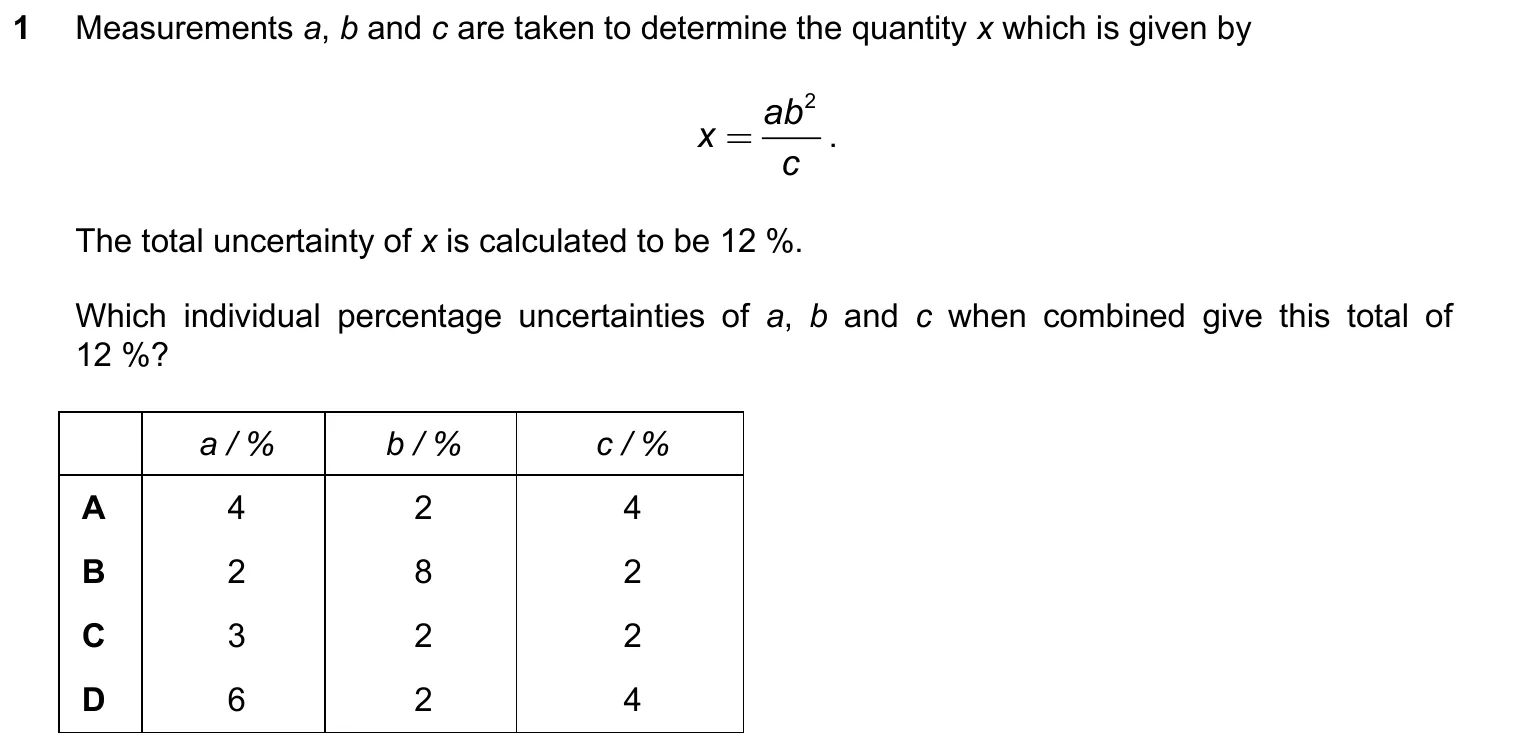 1 Measurements a, b and c are taken to determine the quantity x which is given by
x = ab²/c.
The total uncertainty of x is calculated to be 12 %.
Which individual percentage uncertainties of a, b and c when combined give this total of
12 %?
a / % b / % c / %
A 4 2 4
B 2 8 2
C 3 2 2
D 6 2 4